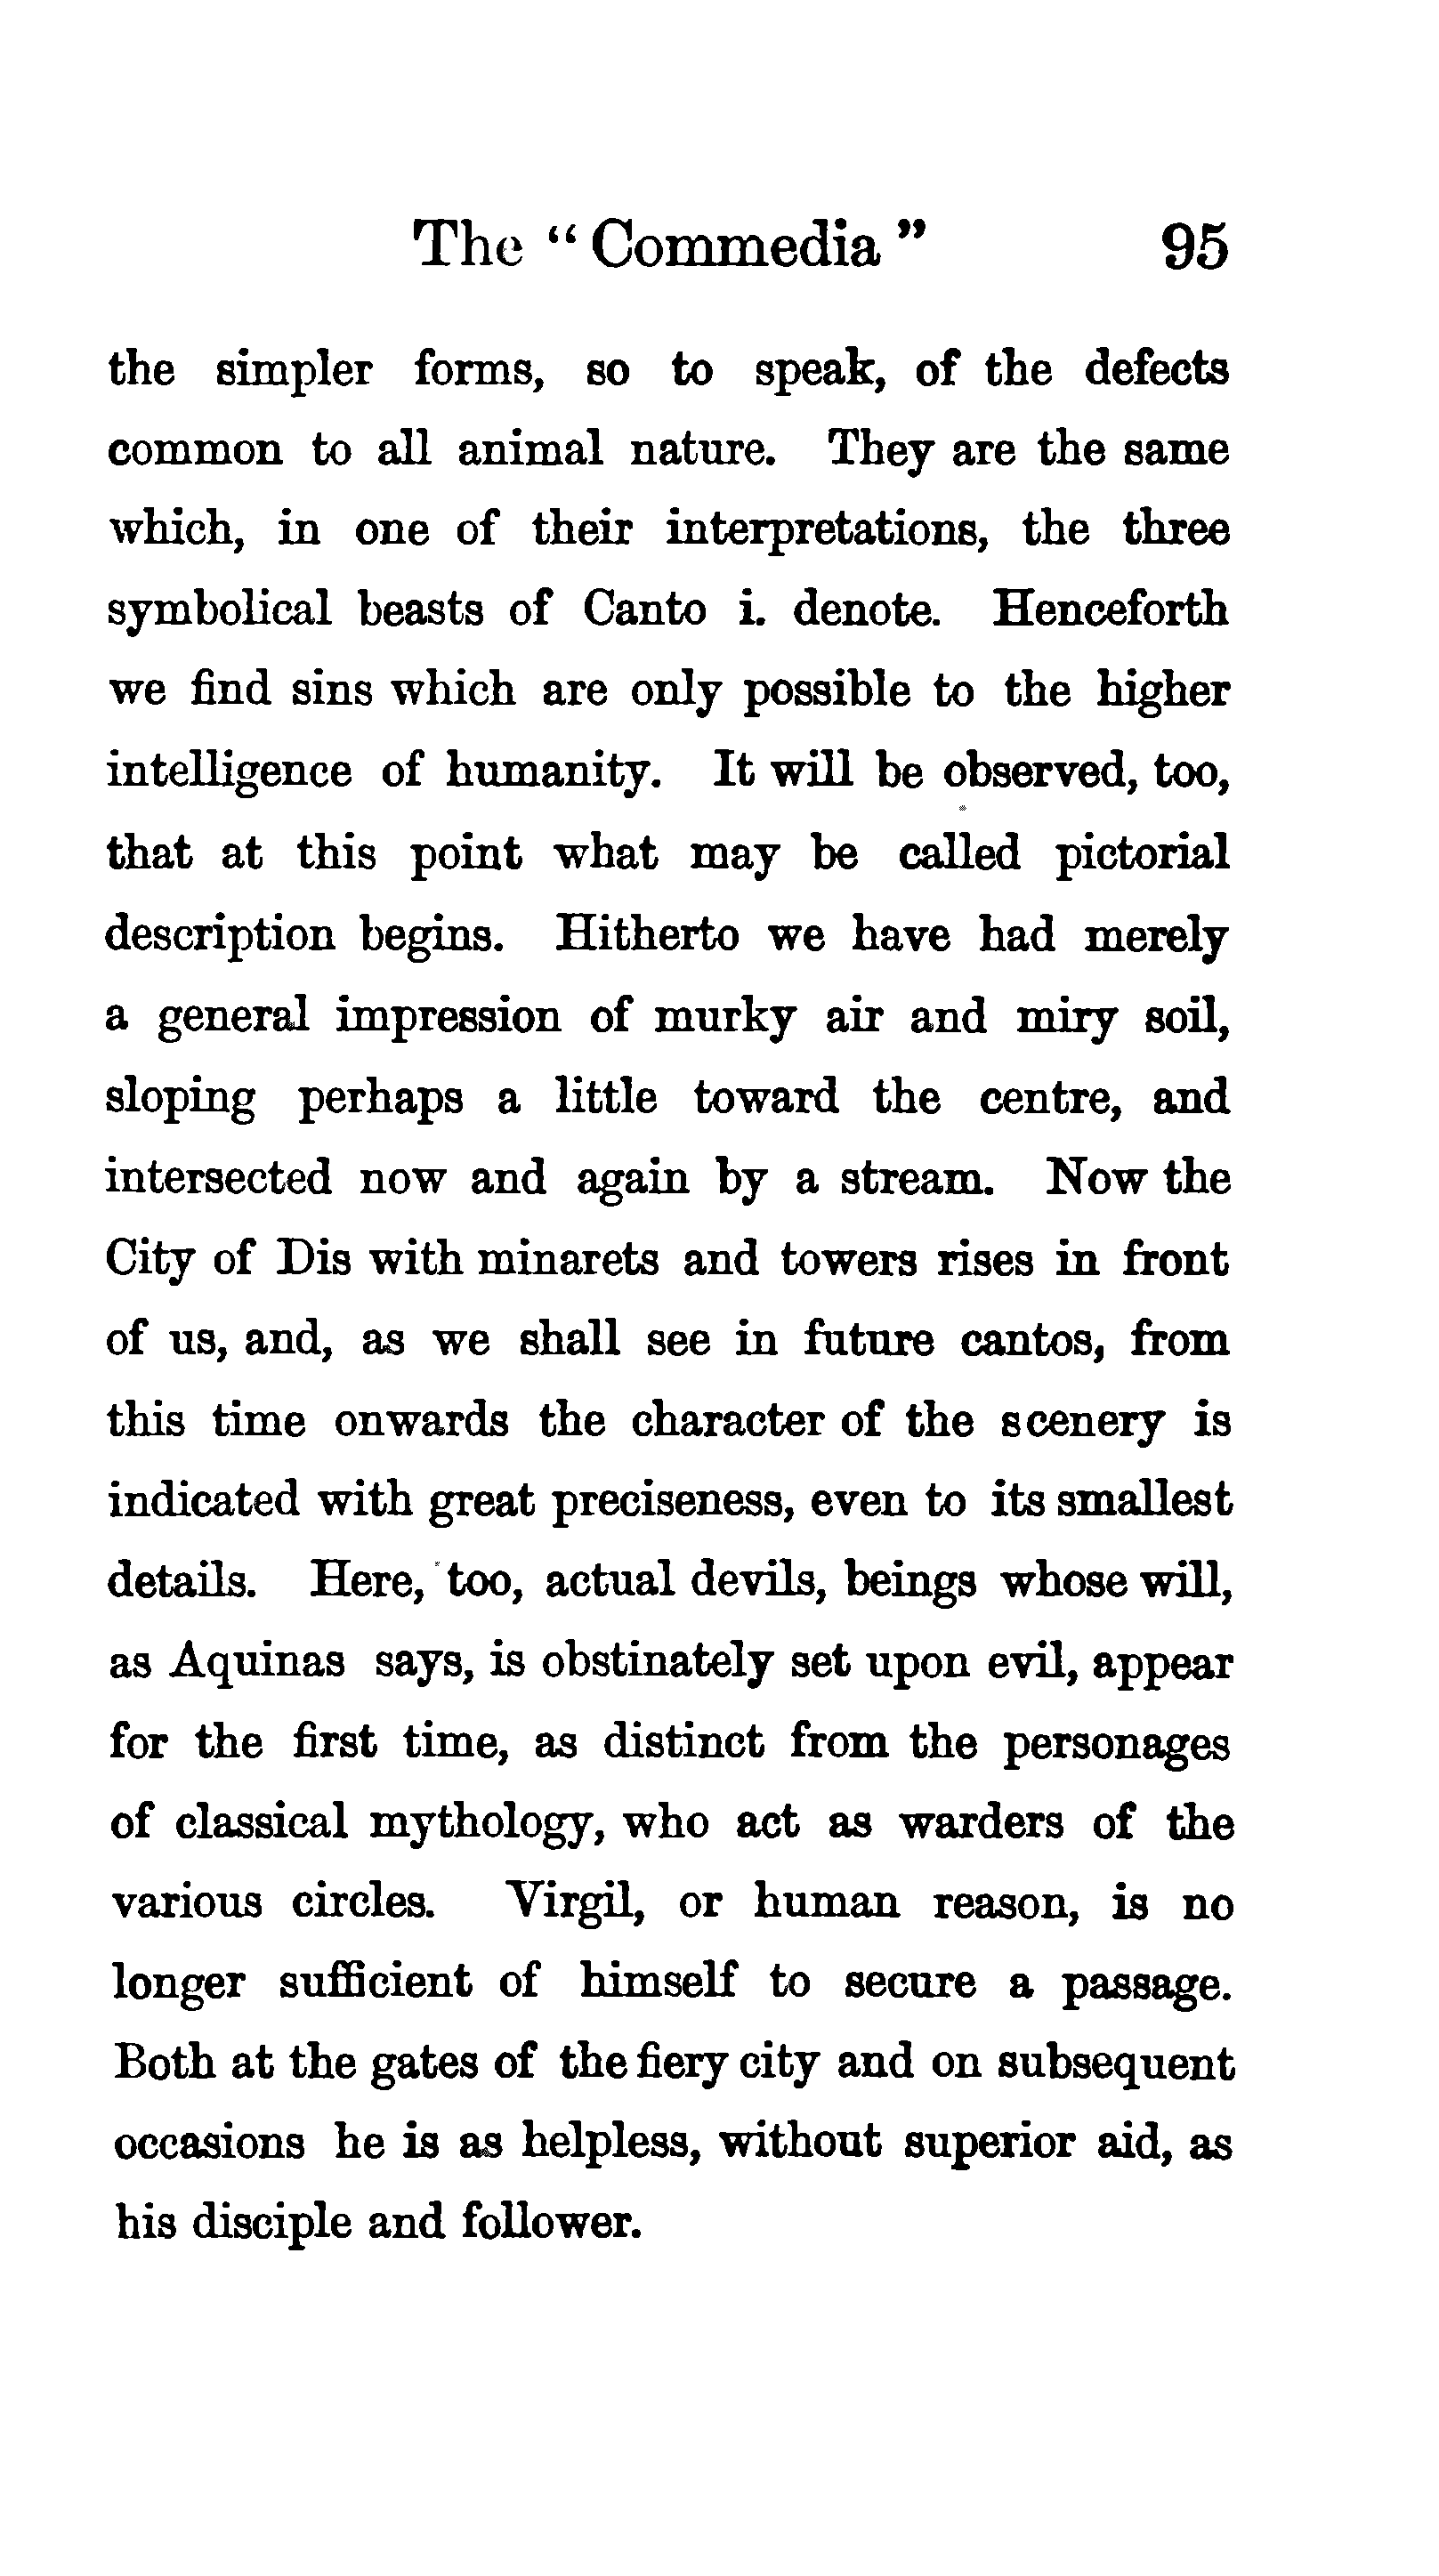 The “Commedia” 95
the simpler forms, so to speak, of the defects
common to all animal nature. They are the same
which, in one of their interpretations, the three
symbolical beasts of Canto i. denote. Henceforth
we find sins which are only possible to the higher
intelligence of humanity. It will be observed, too,
that at this point what may be called pictorial
description begins. Hitherto we have had merely
a general impression of murky air and miry soil,
sloping perhaps a little toward the centre, and
intersected now and again by a stream. Now the
City of Dis with minarets and towers rises in front
of us, and, as we shall see in future cantos, from
this time onwards the character of the scenery is
indicated with great preciseness, even to its smallest
details. Here, too, actual devils, beings whose will,
as Aquinas says, is obstinately set upon evil, appear
for the first time, as distinct from the personages
of classical mythology, who act as warders of the
various circles. Virgil, or human reason, is no
longer sufficient of himself to secure a passage.
Both at the gates of the fiery city and on subsequent
occasions he is as helpless, without superior aid, as
his disciple and follower.